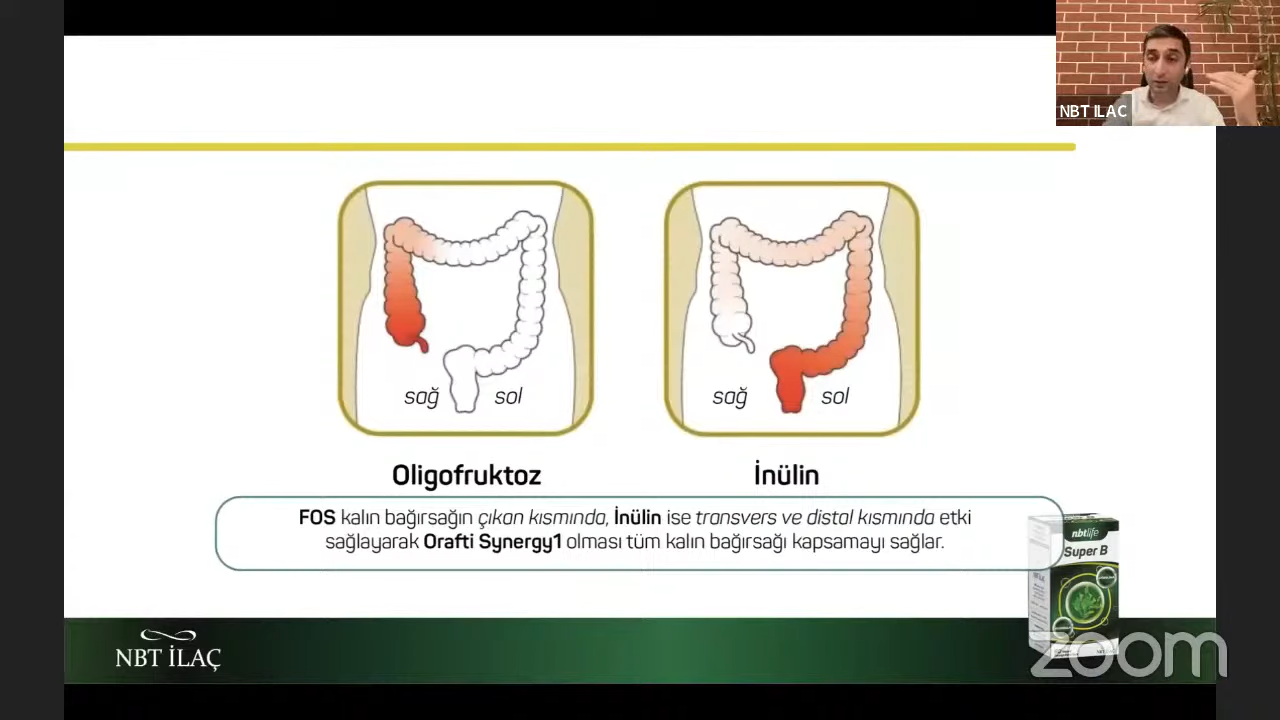 NBT ILAC
sağ sol
sağ sol
Oligofruktoz
İnülin
FOS kalın bağırsağın çıkan kısmında, İnülin ise transvers ve distal kısmında etki
sağlayarak Orafti Synergy1 olması tüm kalın bağırsağı kapsamayı sağlar.
nbtlife
Super B
NBT İLAÇ
zoom